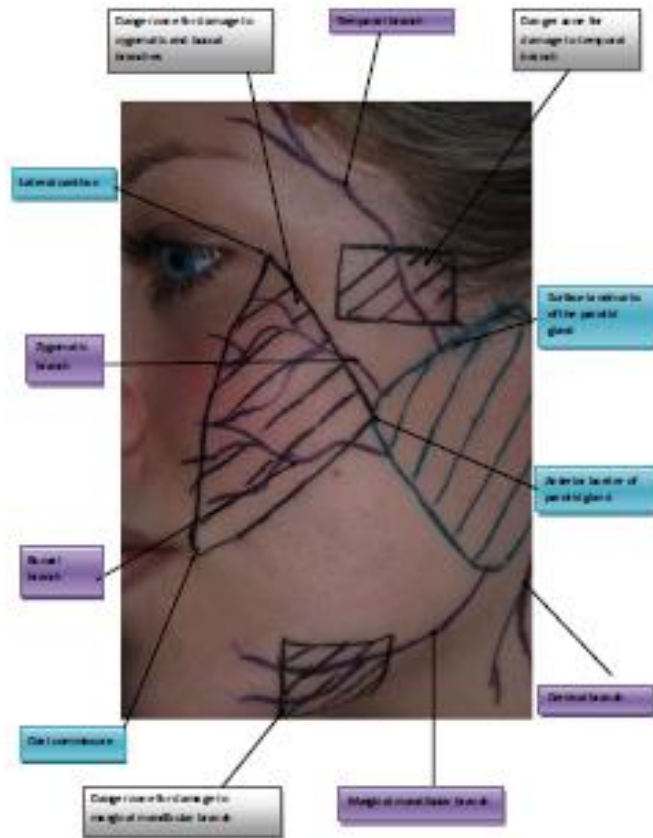 Danger zone for damage to
zygomatic and buccal
branches
Temporal branch
Danger zone for
damage to temporal
branch
Lateral canthus
Surface landmarks
of the parotid
gland
Zygomatic
branch
Anterior border of
parotid gland
Buccal
branch
Cervical branch
Oral commissure
Danger zone for damage to
marginal mandibular branch
Marginal mandibular branch